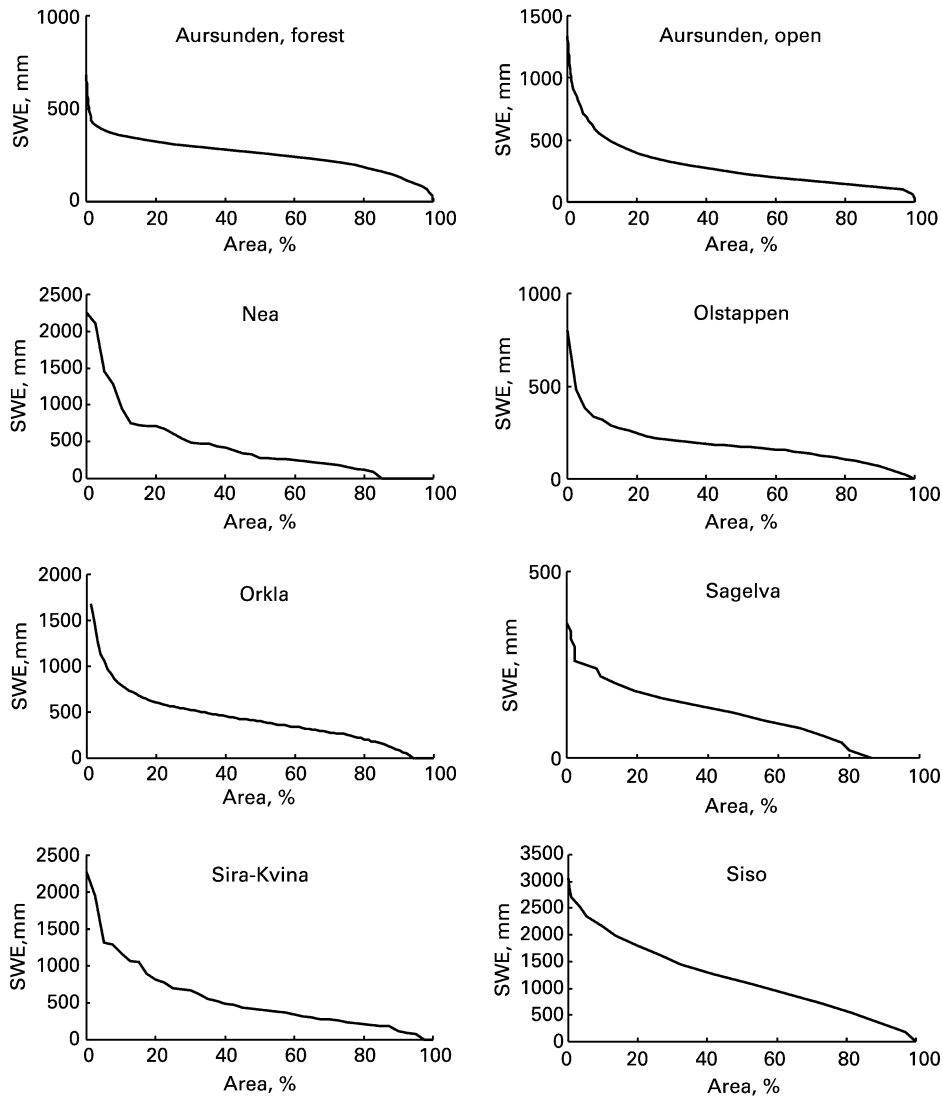 Aursunden, forest
SWE, mm
1000
500
0
0 20 40 60 80 100
Area, %
Aursunden, open
SWE, mm
1500
1000
500
0
0 20 40 60 80 100
Area, %
Nea
SWE, mm
2500
2000
1500
1000
500
0
0 20 40 60 80 100
Area, %
Olstappen
SWE, mm
1000
500
0
0 20 40 60 80 100
Area, %
Orkla
SWE,mm
2000
1500
1000
500
0
0 20 40 60 80 100
Area, %
Sagelva
SWE, mm
500
0
0 20 40 60 80 100
Area, %
Sira-Kvina
SWE,mm
2500
2000
1500
1000
500
0
0 20 40 60 80 100
Area, %
Siso
SWE, mm
3500
3000
2500
2000
1500
1000
500
0
0 20 40 60 80 100
Area, %